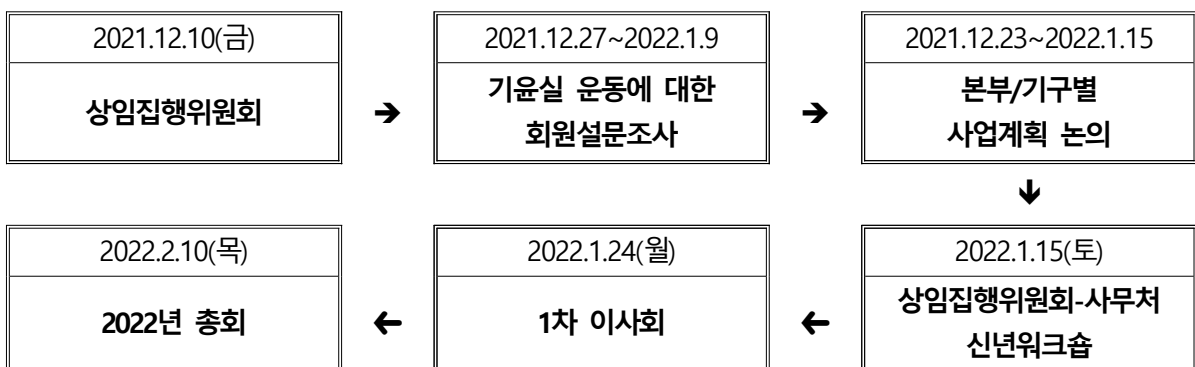 2021.12.10(금)
상임집행위원회
➔
2021.12.27~2022.1.9
기윤실 운동에 대한
회원설문조사
➔
2021.12.23~2022.1.15
본부/기구별
사업계획 논의
🡻
2022.1.15(토)
상임집행위원회-사무처
신년워크숍
🡸
2022.1.24(월)
1차 이사회
🡸
2022.2.10(목)
2022년 총회